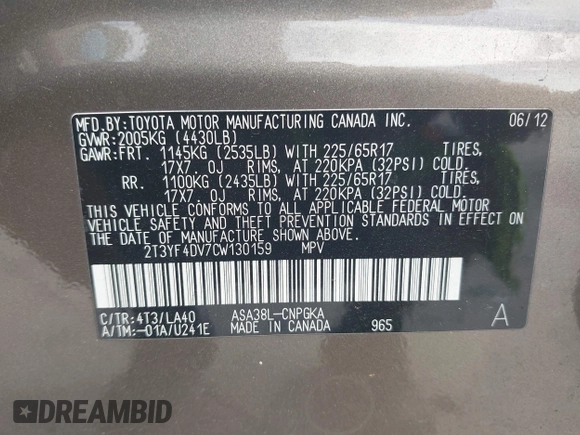 MFD.BY:TOYOTA MOTOR MANUFACTURING CANADA INC. 06/12
GVWR:2005KG (4430LB)
GAWR:FRT. 1145KG (2535LB) WITH 225/65R17 TIRES,
17X7. 0J RIMS, AT 220KPA (32PSI) COLD.
RR. 1100KG (2435LB) WITH 225/65R17 TIRES,
17X7. 0J RIMS, AT 220KPA (32PSI) COLD.
THIS VEHICLE CONFORMS TO ALL APPLICABLE FEDERAL MOTOR
VEHICLE SAFETY AND THEFT PREVENTION STANDARDS IN EFFECT ON
THE DATE OF MANUFACTURE SHOWN ABOVE.
2T3YF4DV7CW130159 MPV
C/TR:4T3/LA40 ASA38L-CNPGKA A
A/TM:-01A/U241E MADE IN CANADA 965
DREAMBID